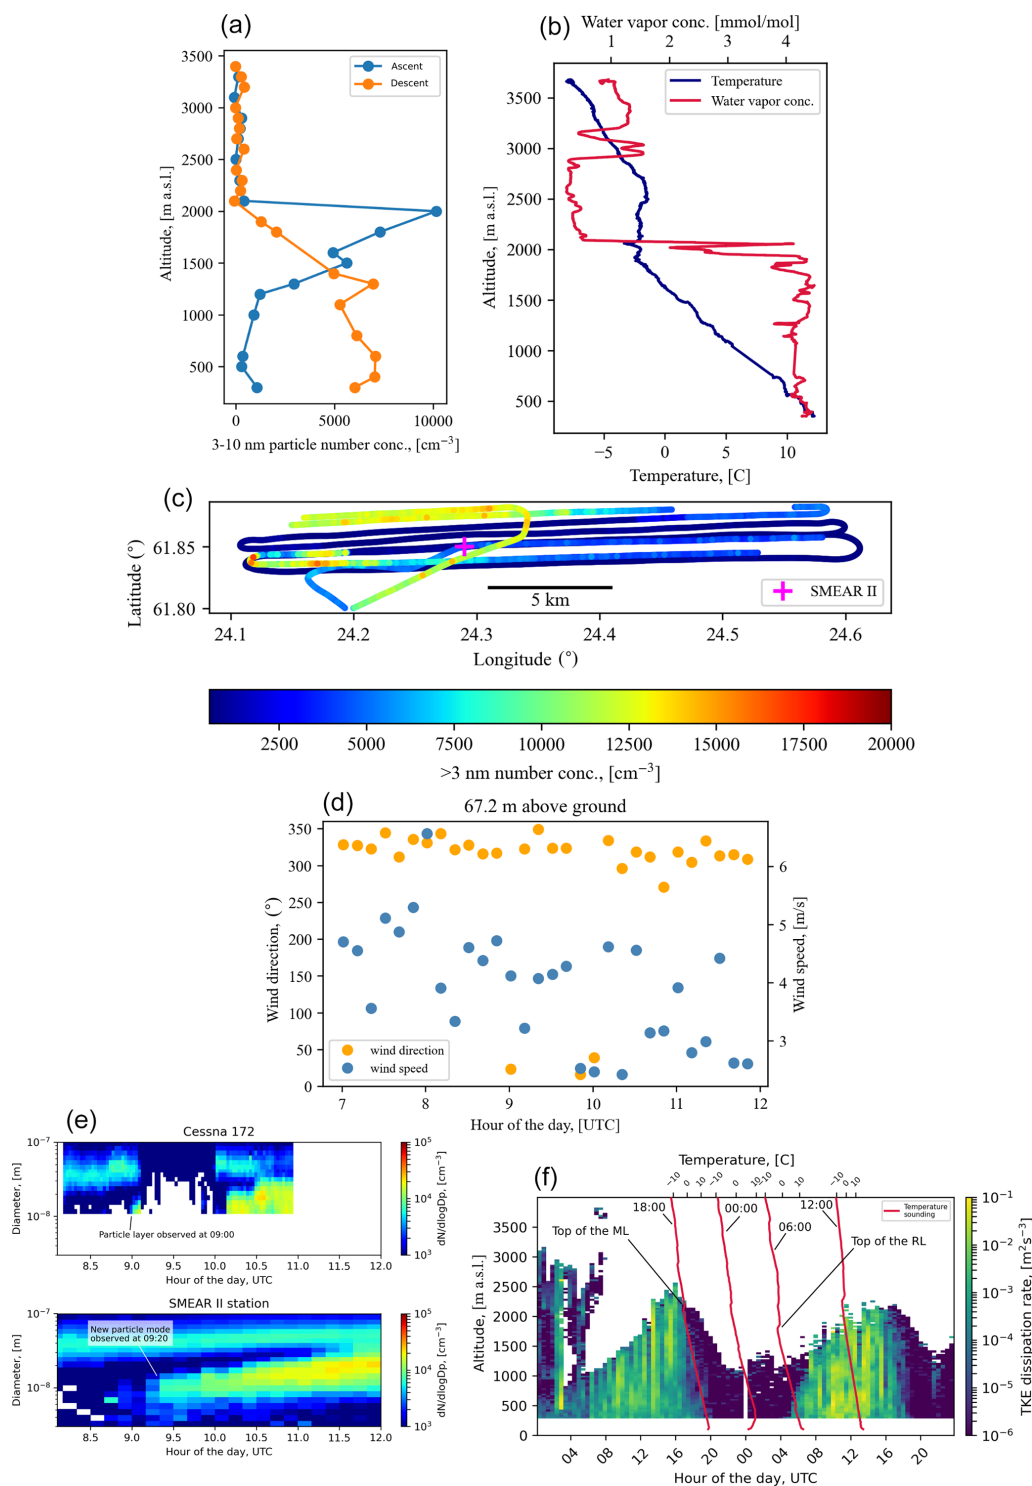 (a)
3500
3000
2500
2000
1500
1000
500
Altitude, [m a.s.l.]
Ascent
Descent
0
5000
10000
3-10 nm particle number conc., [cm⁻³]
(b)
Water vapor conc. [mmol/mol]
1
2
3
4
3500
3000
2500
2000
1500
1000
500
Altitude, [m a.s.l.]
Temperature
Water vapor conc.
−5
0
5
10
Temperature, [C]
(c)
61.85
61.80
Latitude (°)
5 km
SMEAR II
24.1
24.2
24.3
24.4
24.5
24.6
Longitude (°)
2500
5000
7500
10000
12500
15000
17500
20000
>3 nm number conc., [cm⁻³]
(d)
67.2 m above ground
350
300
250
200
150
100
50
0
Wind direction, (°)
6
5
4
3
Wind speed, [m/s]
wind direction
wind speed
7
8
9
10
11
12
Hour of the day, [UTC]
(e)
Cessna 172
10⁻⁷
10⁻⁸
Diameter, [m]
Particle layer observed at 09:00
8.5
9.0
9.5
10.0
10.5
11.0
11.5
12.0
Hour of the day, UTC
10⁵
10⁴
10³
dN/dlogDp, [cm⁻³]
SMEAR II station
10⁻⁷
10⁻⁸
Diameter, [m]
New particle mode
observed at 09:20
8.5
9.0
9.5
10.0
10.5
11.0
11.5
12.0
Hour of the day, UTC
10⁵
10⁴
10³
dN/dlogDp, [cm⁻³]
(f)
Temperature, [C]
−10
0
10
−10
0
10
−10
0
10
−10
0
10
18:00
00:00
06:00
12:00
Temperature
sounding
Top of the ML
Top of the RL
3500
3000
2500
2000
1500
1000
500
0
Altitude, [m a.s.l.]
04
08
12
16
20
00
04
08
12
16
20
Hour of the day, UTC
10⁻¹
10⁻²
10⁻³
10⁻⁴
10⁻⁵
10⁻⁶
TKE dissipation rate, [m²s⁻³]